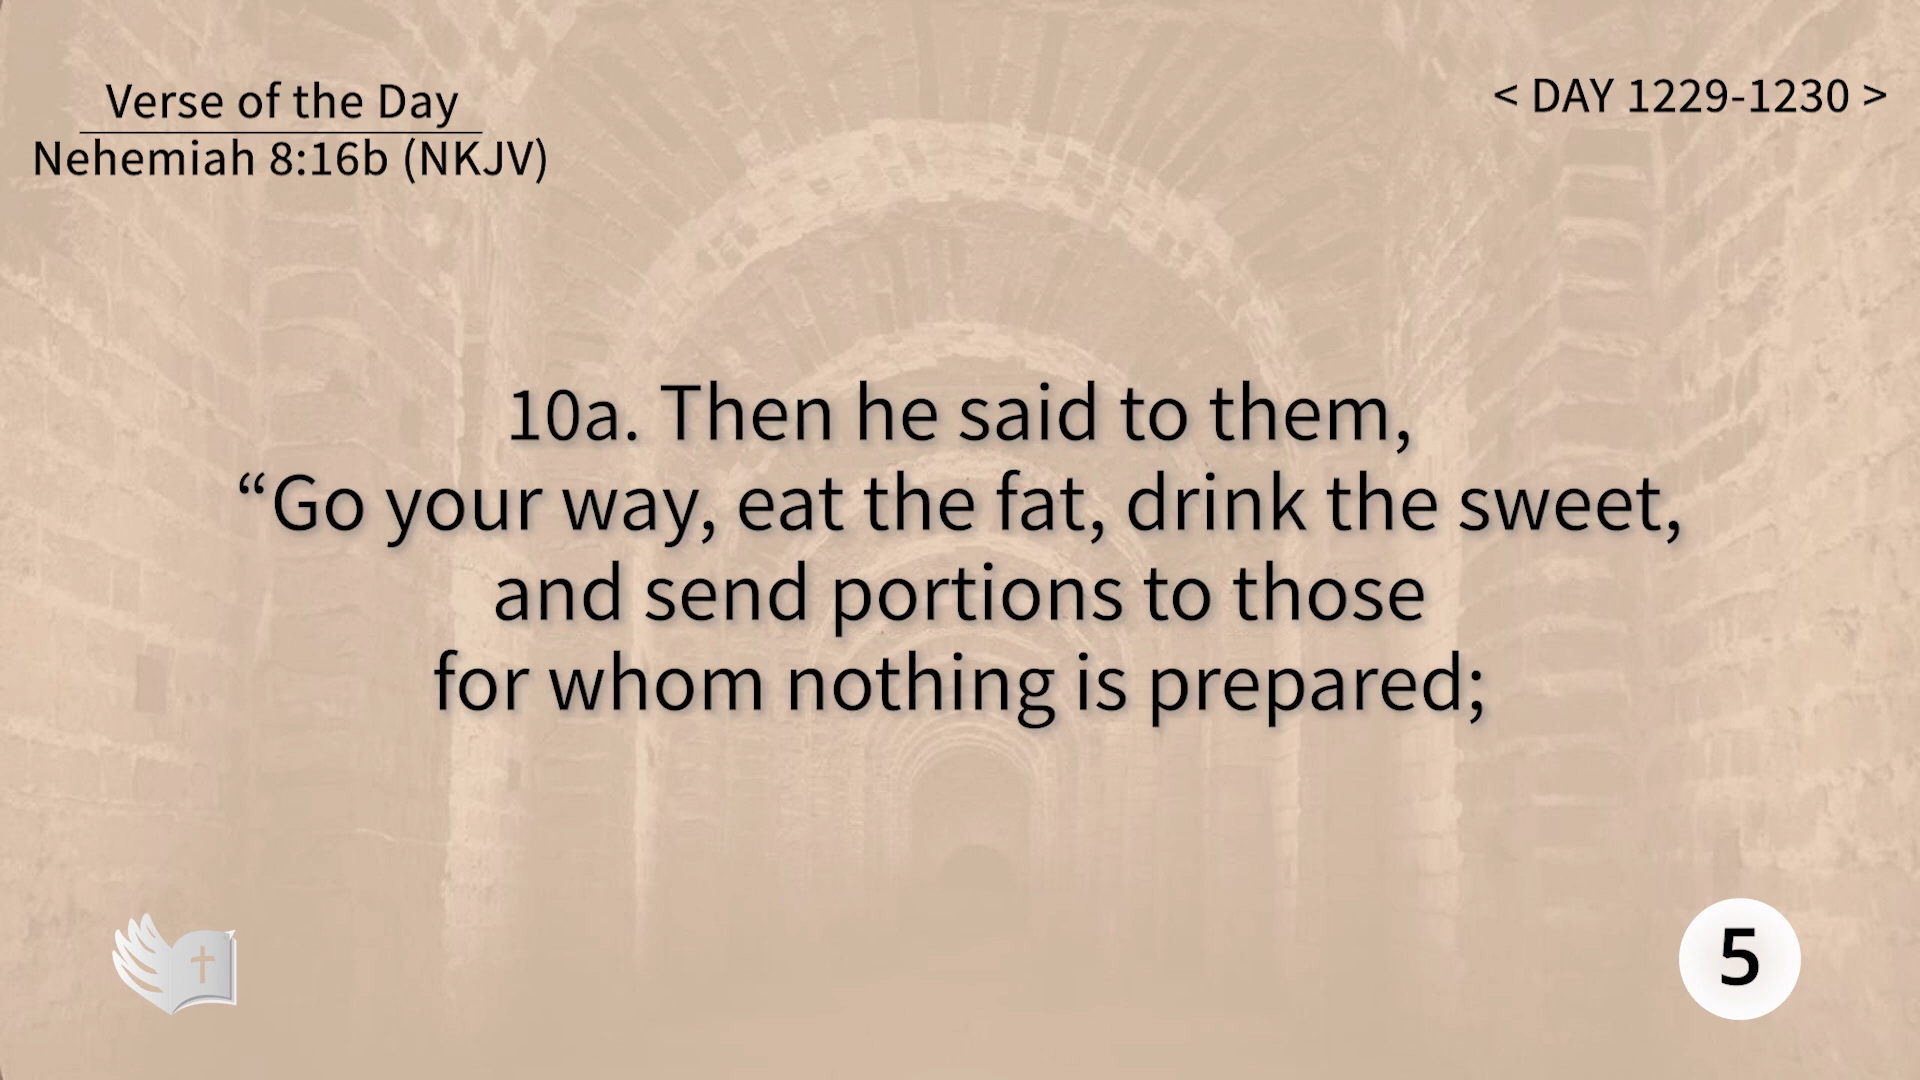 Verse of the Day
Nehemiah 8:16b (NKJV)
< DAY 1229-1230 >
10a. Then he said to them,
“Go your way, eat the fat, drink the sweet,
and send portions to those
for whom nothing is prepared;
5